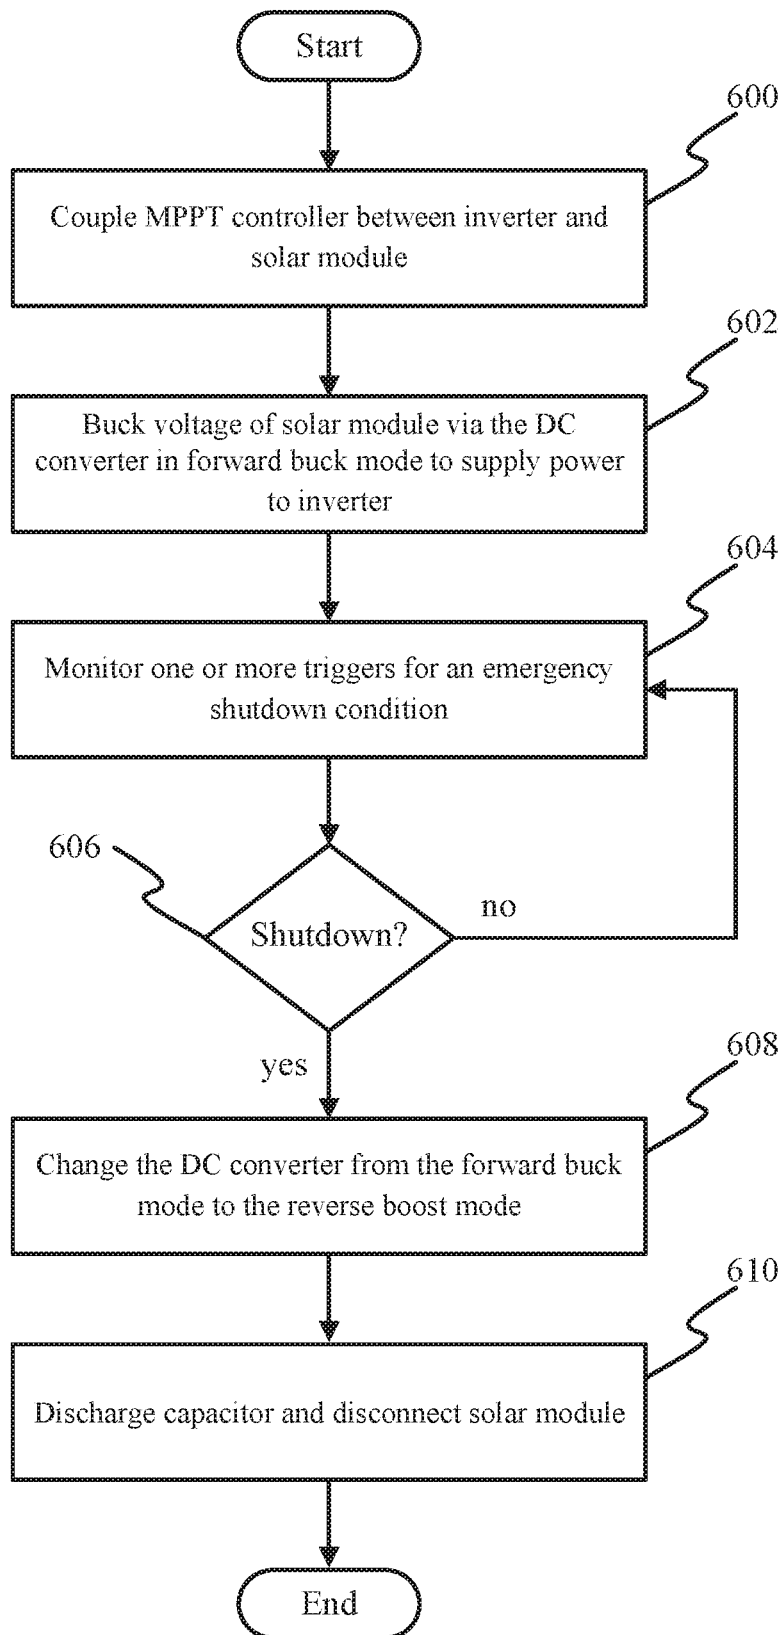 Start
600
Couple MPPT controller between inverter and
solar module
602
Buck voltage of solar module via the DC
converter in forward buck mode to supply power
to inverter
604
Monitor one or more triggers for an emergency
shutdown condition
606
Shutdown?
no
yes
608
Change the DC converter from the forward buck
mode to the reverse boost mode
610
Discharge capacitor and disconnect solar module
End